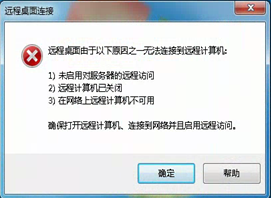 远程桌面连接
远程桌面由于以下原因之一无法连接到远程计算机:
1) 未启用对服务器的远程访问
2) 远程计算机已关闭
3) 在网络上远程计算机不可用
确保打开远程计算机、连接到网络并且启用远程访问。
确定
帮助